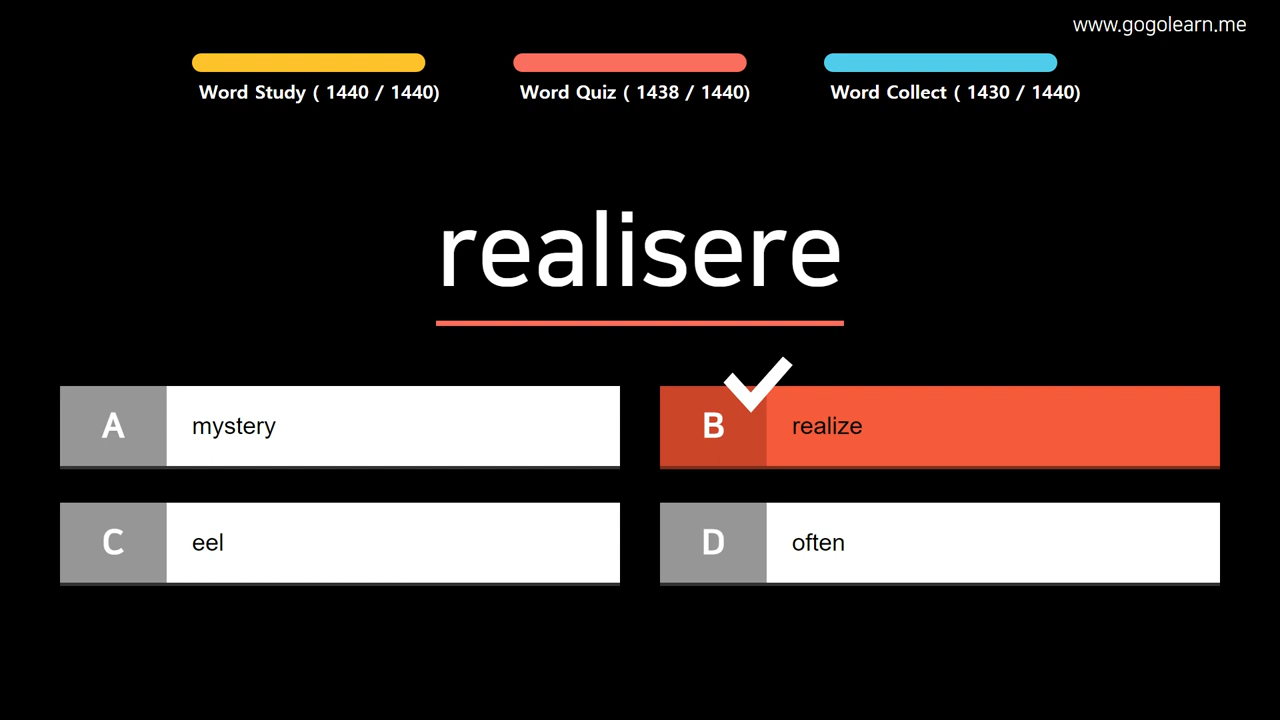 www.gogolearn.me
Word Study ( 1440 / 1440)
Word Quiz ( 1438 / 1440)
Word Collect ( 1430 / 1440)
realisere
A mystery
B realize
C eel
D often